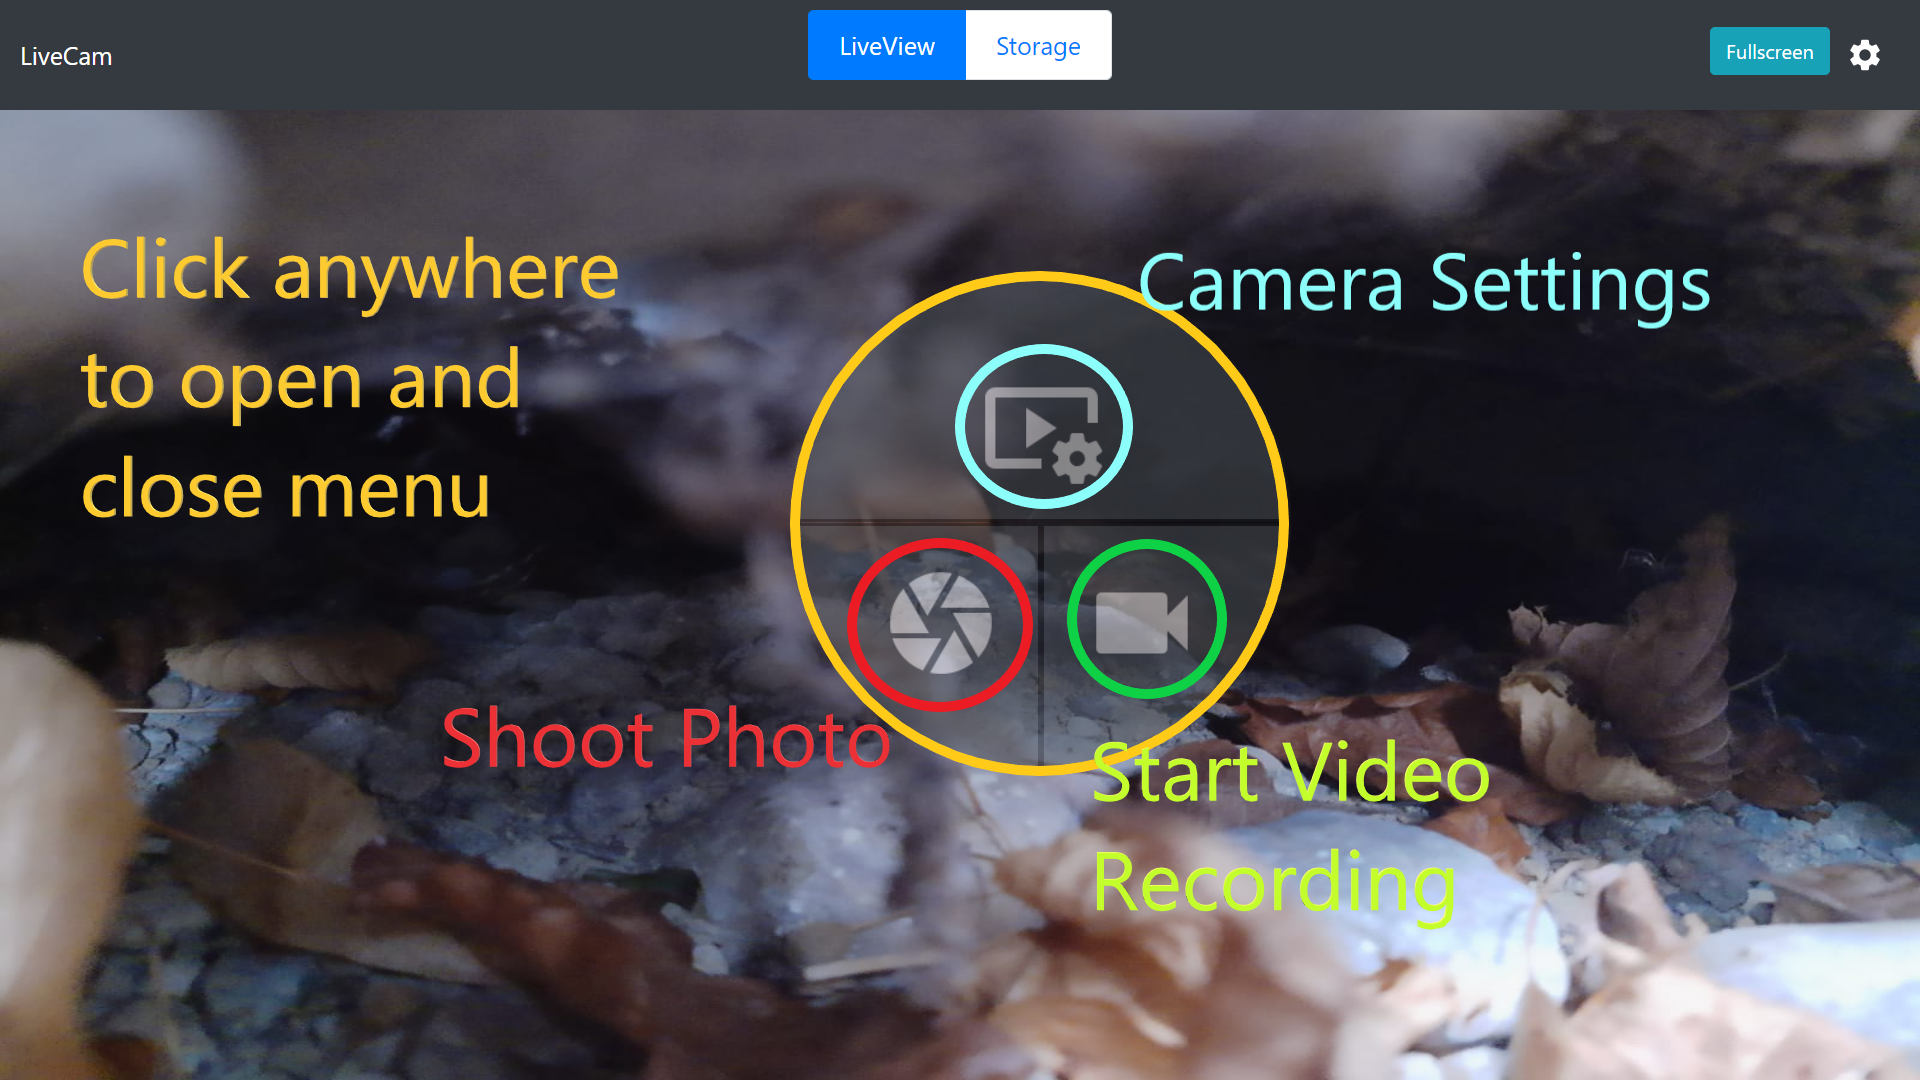 LiveCam
LiveView
Storage
Fullscreen
Click anywhere
to open and
close menu
Camera Settings
Shoot Photo
Start Video
Recording